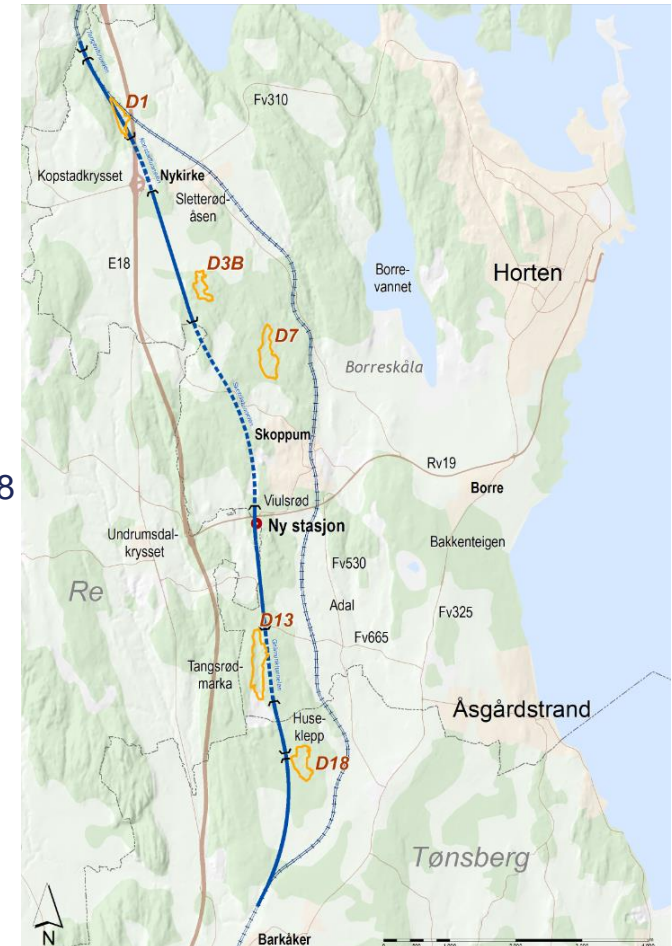 D1
Fv310
Kopstadkrysset
Nykirke
Sletterød-
åsen
E18
D3B
Borre-
vannet
Horten
D7
Borreskåla
Skoppum
8
Rv19
Viulsrød
Borre
Ny stasjon
Undrumsdal-
krysset
Bakkenteigen
Fv530
Re
Adal
Fv325
D13
Fv665
Tangsrød-
marka
Åsgårdstrand
Huse-
klepp
D18
Tønsberg
N
Barkåker